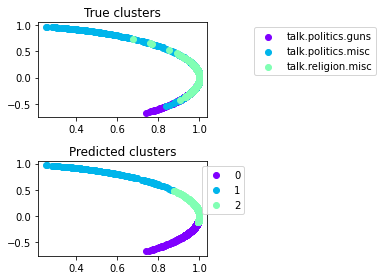 True clusters
1.0
0.5
0.0
-0.5
0.4 0.6 0.8 1.0
talk.politics.guns
talk.politics.misc
talk.religion.misc
Predicted clusters
1.0
0.5
0.0
-0.5
0.4 0.6 0.8 1.0
0
1
2